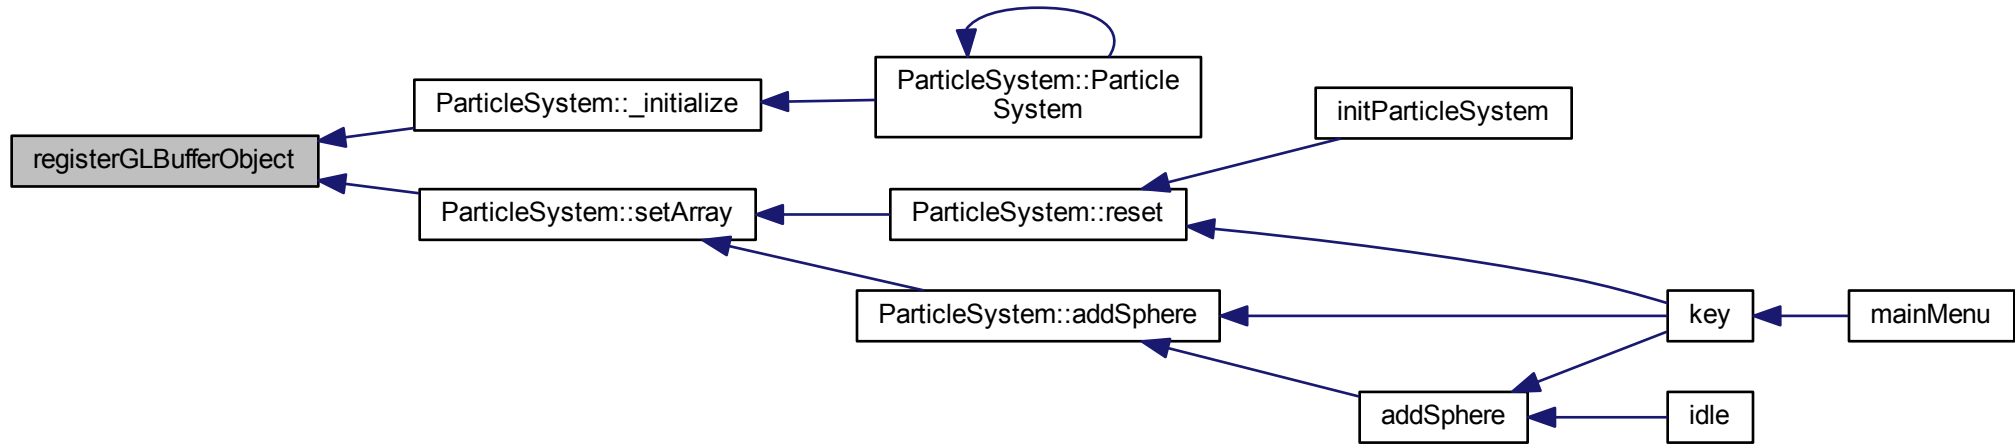 registerGLBufferObject
ParticleSystem::_initialize
ParticleSystem::Particle
System
ParticleSystem::setArray
ParticleSystem::reset
initParticleSystem
ParticleSystem::addSphere
key
mainMenu
addSphere
idle